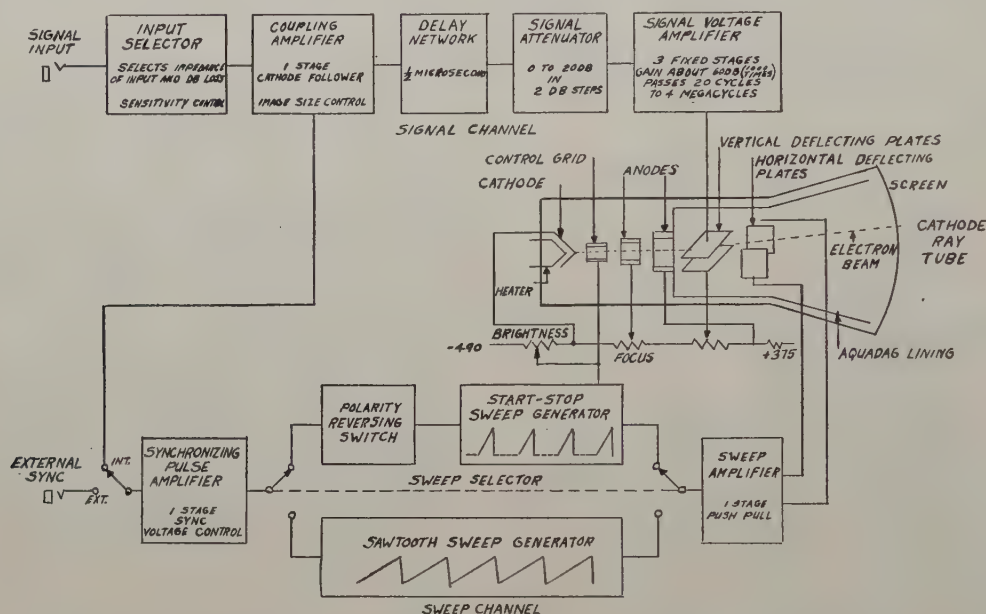 SIGNAL INPUT
INPUT SELECTOR
SELECTS IMPEDANCE
OF INPUT AND DB LOSS
SENSITIVITY CONTROL
COUPLING AMPLIFIER
1 STAGE
CATHODE FOLLOWER
IMAGE SIZE CONTROL
DELAY NETWORK
½ MICROSECOND
SIGNAL ATTENUATOR
0 TO 20DB
IN
2 DB STEPS
SIGNAL VOLTAGE
AMPLIFIER
3 FIXED STAGES
GAIN ABOUT 60DB (1000 TIMES)
PASSES 20 CYCLES
TO 4 MEGACYCLES
SIGNAL CHANNEL
VERTICAL DEFLECTING PLATES
HORIZONTAL DEFLECTING
PLATES
CONTROL GRID
CATHODE
ANODES
SCREEN
CATHODE
RAY
TUBE
ELECTRON
BEAM
HEATER
BRIGHTNESS
-490
FOCUS
+375
AQUADAG LINING
POLARITY
REVERSING
SWITCH
START-STOP
SWEEP GENERATOR
EXTERNAL
SYNC
INT.
EXT.
SYNCHRONIZING
PULSE
AMPLIFIER
1 STAGE
SYNC
VOLTAGE CONTROL
SWEEP SELECTOR
SWEEP
AMPLIFIER
1 STAGE
PUSH PULL
SAWTOOTH SWEEP GENERATOR
SWEEP CHANNEL